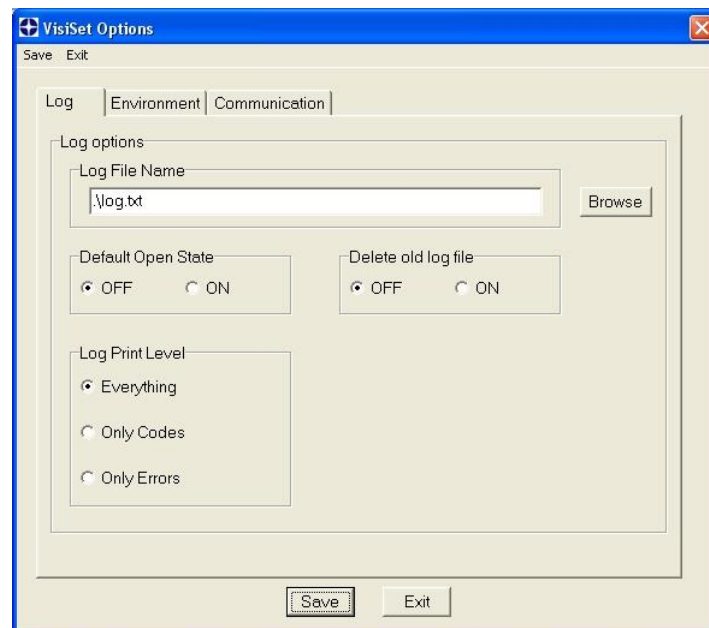 VisiSet Options
Save Exit
Log Environment Communication
Log options
Log File Name
.\log.txt
Browse
Default Open State Delete old log file
OFF ON OFF ON
Log Print Level
Everything
Only Codes
Only Errors
Save Exit